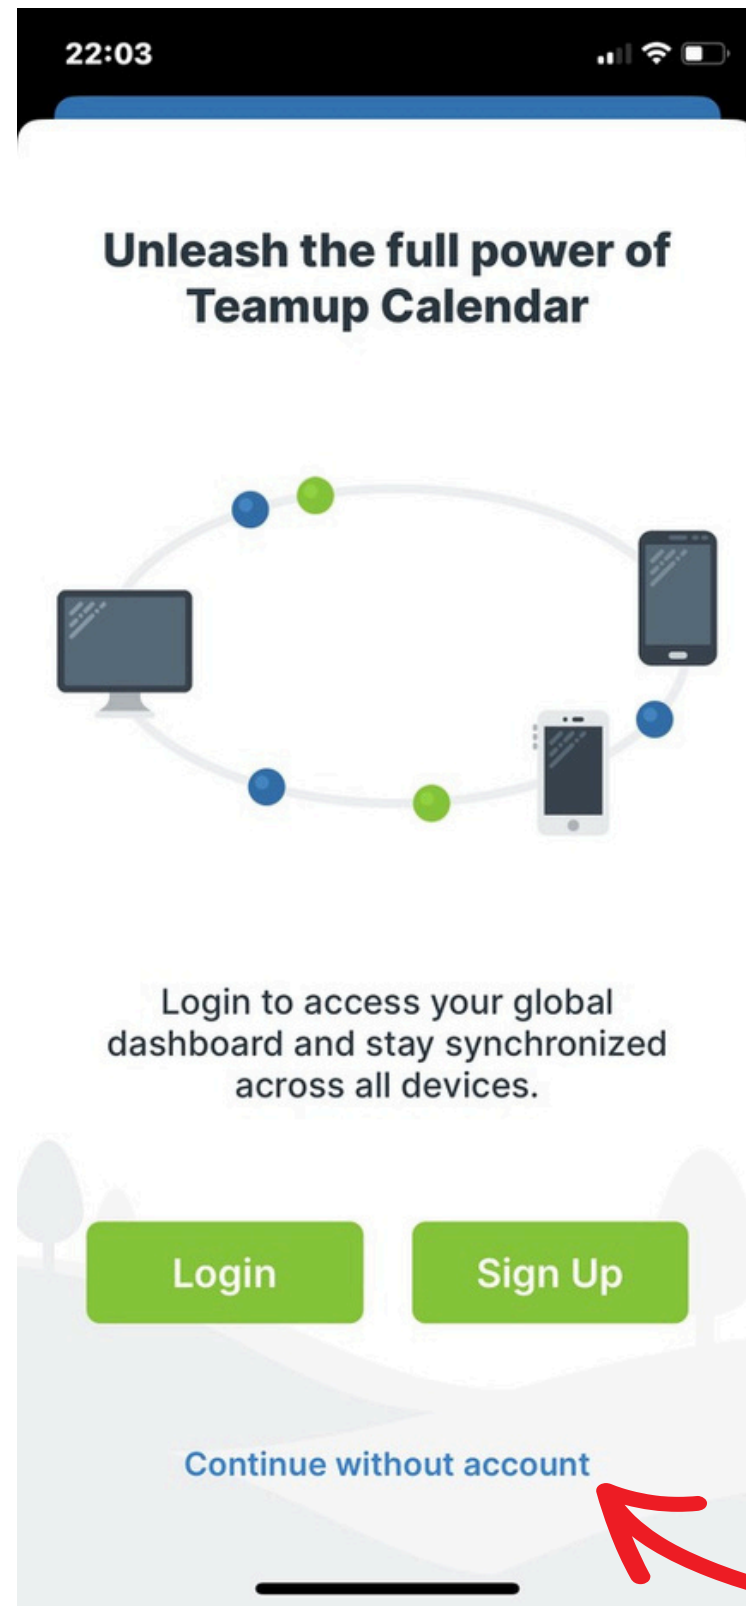 22:03
Unleash the full power of
Teamup Calendar
Login to access your global
dashboard and stay synchronized
across all devices.
Login
Sign Up
Continue without account